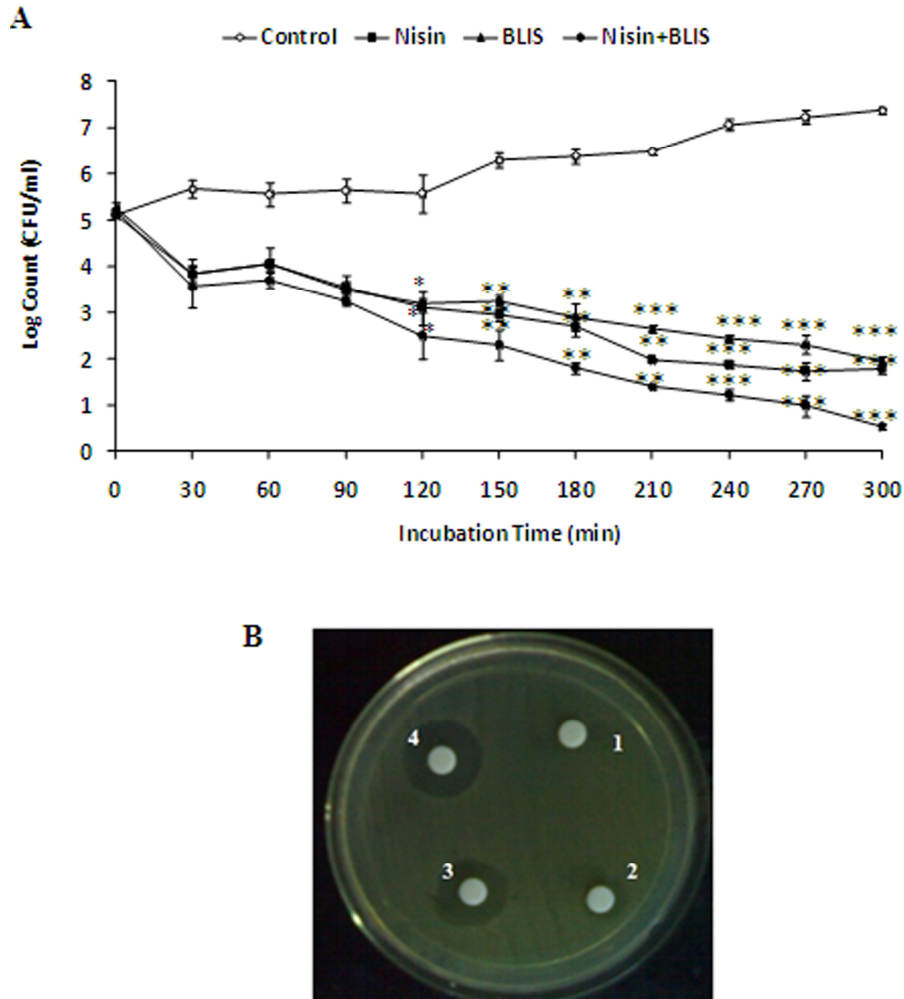 A
Control Nisin BLIS Nisin+BLIS
Log Count (CFU/ml)
8
7
6
5
4
3
2
1
0
* * *
** ** **
** ** **
*** ** **
*** *** ***
*** *** ***
*** *** ***
0 30 60 90 120 150 180 210 240 270 300
Incubation Time (min)
B
4
1
3
2